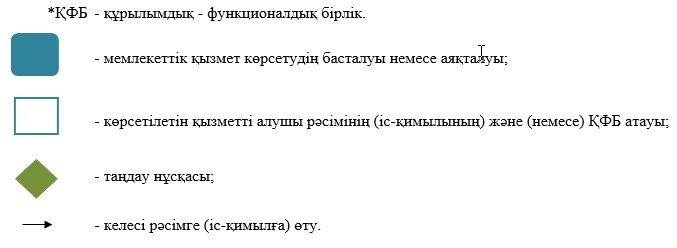 *ҚФБ - құрылымдық - функционалдық бірлік.
- мемлекеттік қызмет көрсетудің басталуы немесе аяқталуы;
- көрсетілетін қызметті алушы рәсімінің (іс-қимылының) және (немесе) ҚФБ атауы;
- таңдау нұсқасы;
- келесі рәсімге (іс-қимылға) өту.